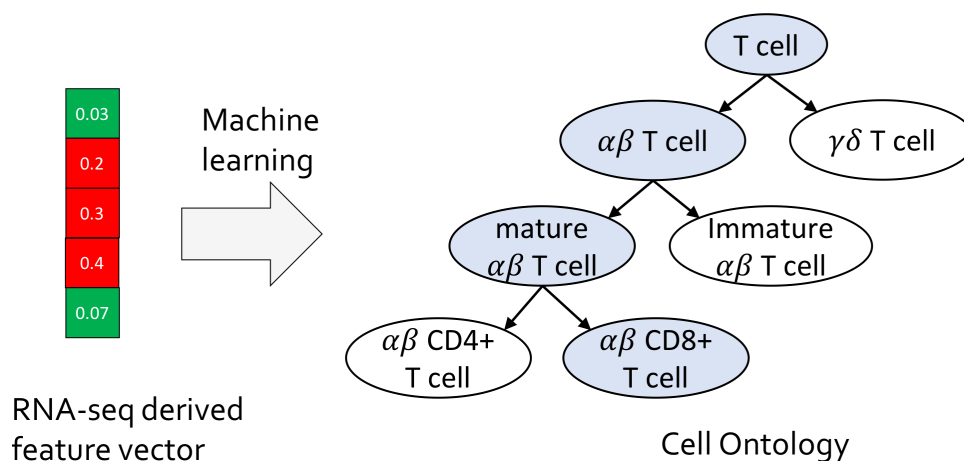 0.03
0.2
0.3
0.4
0.07
RNA-seq derived
feature vector
Machine
learning
T cell
αβ T cell
γδ T cell
mature
αβ T cell
Immature
αβ T cell
αβ CD4+
T cell
αβ CD8+
T cell
Cell Ontology